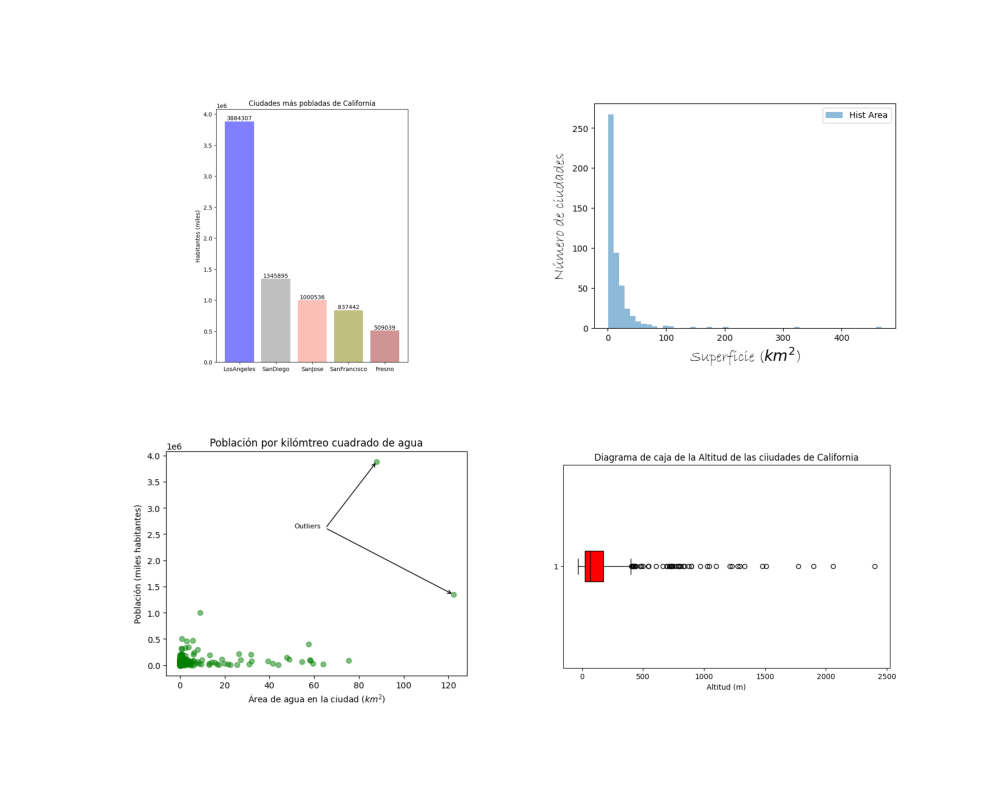 Ciudades más pobladas de California
1e6
4.0
3.5
3.0
2.5
2.0
1.5
1.0
0.5
0.0
Habitantes (miles)
3884307
1345895
1000536
837442
509039
LosAngeles SanDiego SanJose SanFrancisco Fresno
Hist Area
250
200
150
100
50
0
Número de ciudades
0 100 200 300 400
Superficie (km²)
Población por kilómtreo cuadrado de agua
1e6
4.0
3.5
3.0
2.5
2.0
1.5
1.0
0.5
0.0
Población (miles habitantes)
Outliers
0 20 40 60 80 100 120
Área de agua en la ciudad (km²)
Diagrama de caja de la Altitud de las ciiudades de California
1
0 500 1000 1500 2000 2500
Altitud (m)